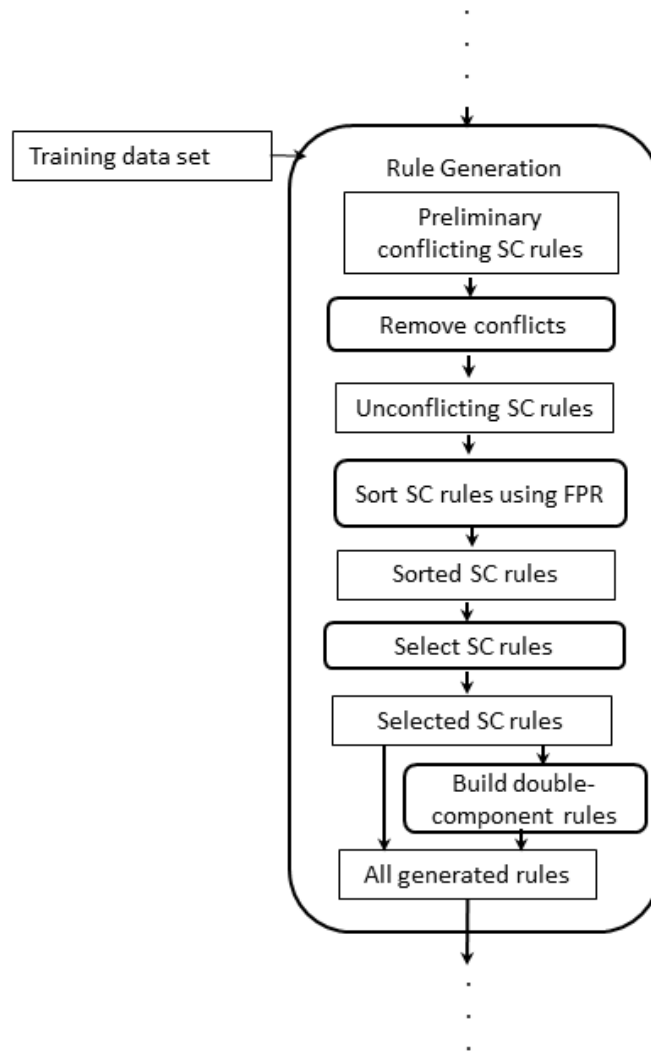 Training data set
Rule Generation
Preliminary
conflicting SC rules
Remove conflicts
Unconflicting SC rules
Sort SC rules using FPR
Sorted SC rules
Select SC rules
Selected SC rules
Build double-
component rules
All generated rules